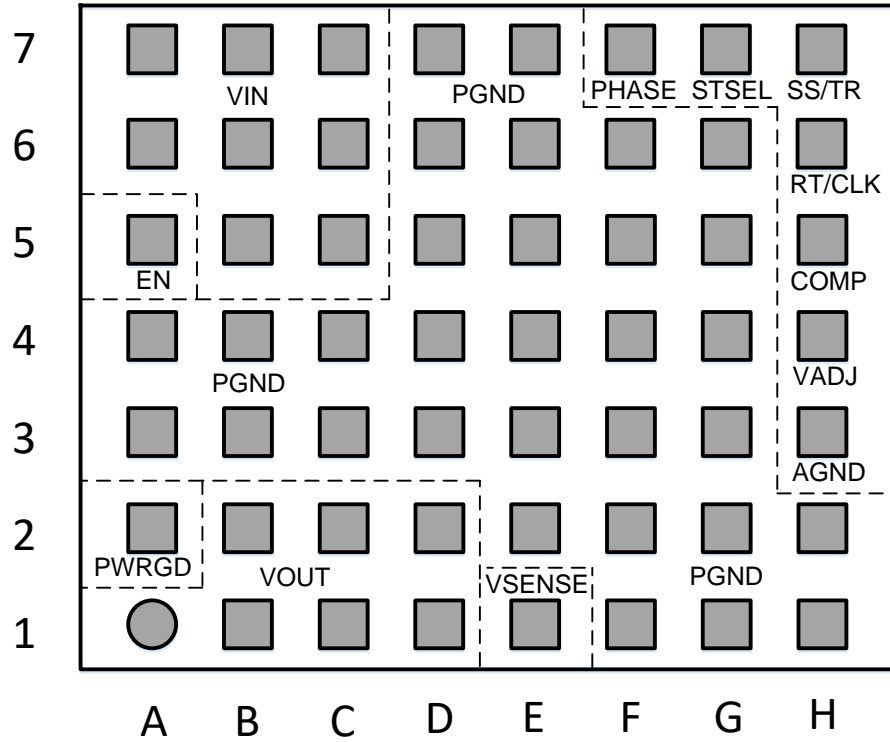 7
VIN
PGND
PHASE STSEL SS/TR
6
RT/CLK
5
EN
COMP
4
PGND
VADJ
3
AGND
2
PWRGD
VOUT
VSENSE
PGND
1
A B C D E F G H